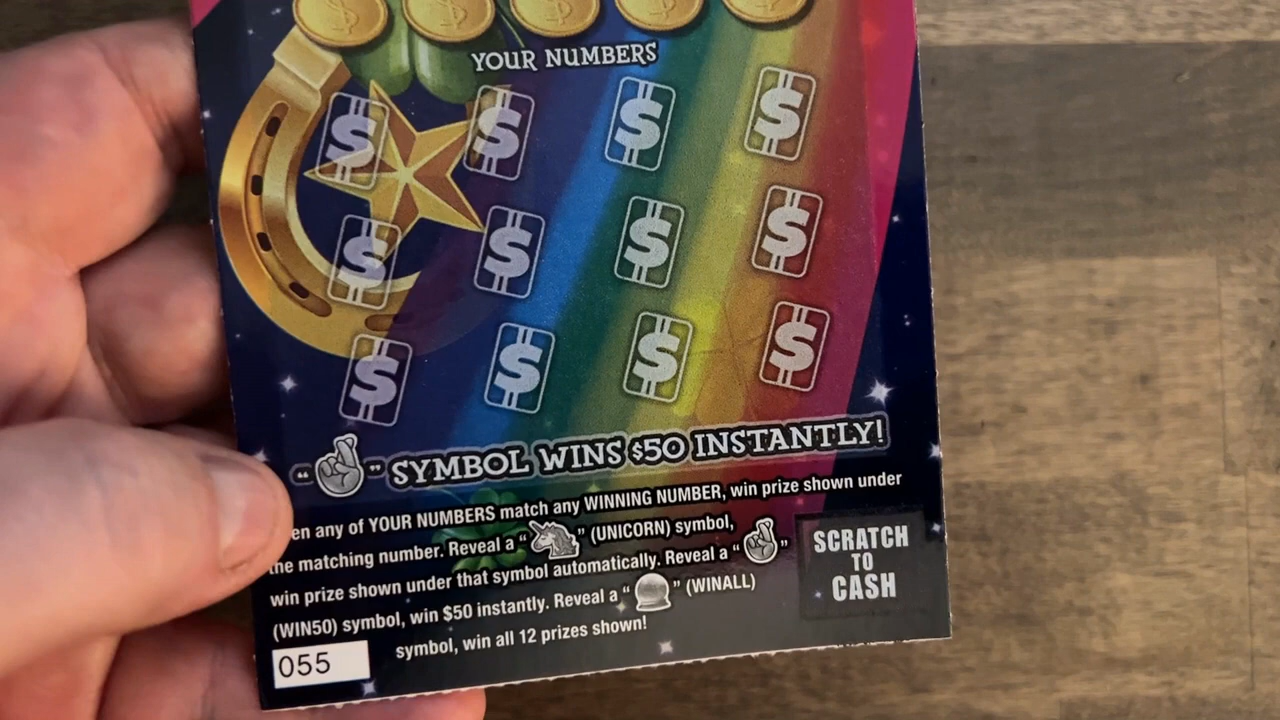 YOUR NUMBERS
$ $ $ $
$ $ $ $
$ $ $ $
“ ” SYMBOL WINS $50 INSTANTLY!
en any of YOUR NUMBERS match any WINNING NUMBER, win prize shown under
the matching number. Reveal a “ ” (UNICORN) symbol,
win prize shown under that symbol automatically. Reveal a “ ”
(WIN50) symbol, win $50 instantly. Reveal a “ ” (WINALL)
symbol, win all 12 prizes shown!
SCRATCH
TO
CASH
055